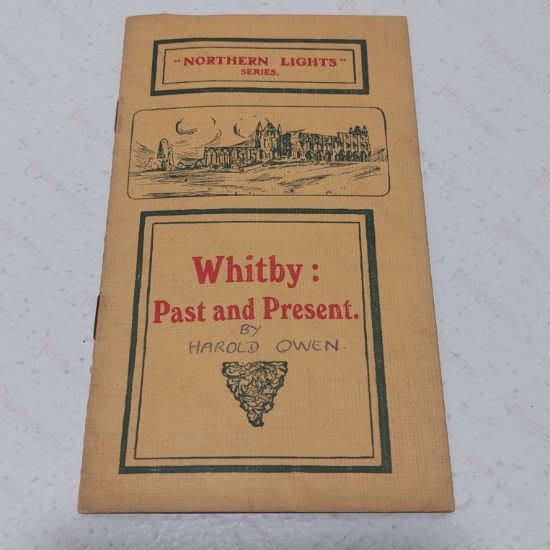 "NORTHERN LIGHTS"
SERIES.
Whitby:
Past and Present.
BY
HAROLD OWEN.